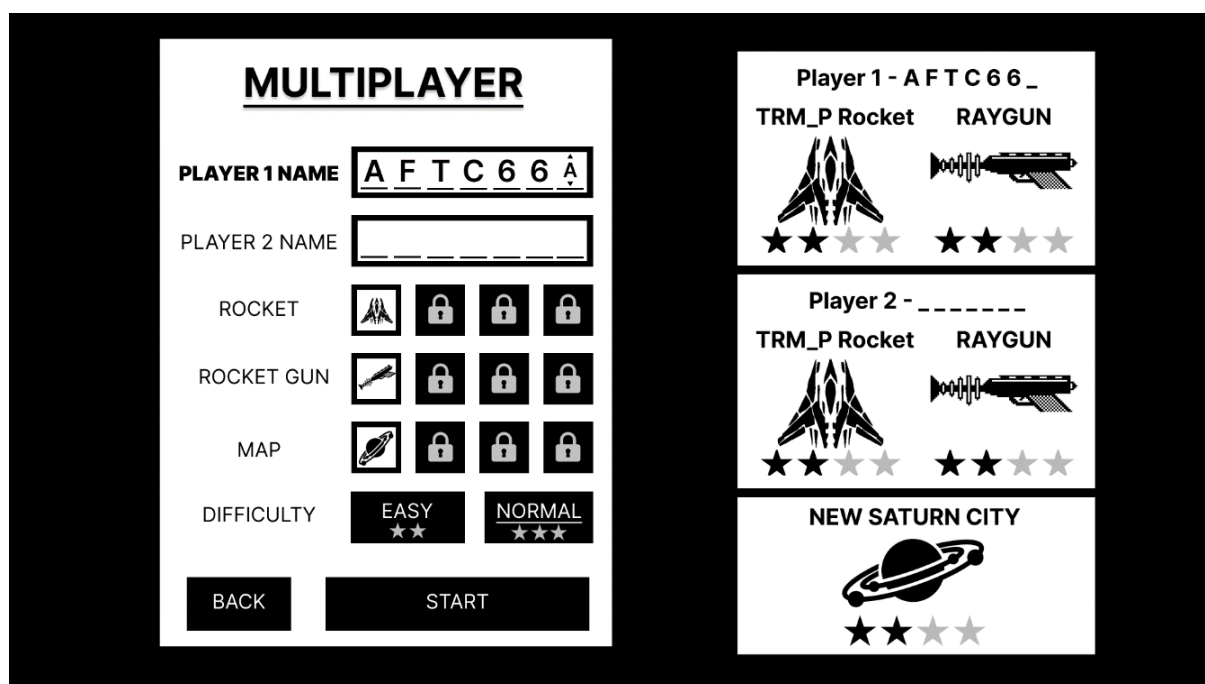 MULTIPLAYER
PLAYER 1 NAME A F T C 6 6 A
PLAYER 2 NAME _ _ _ _ _ _ _
ROCKET
ROCKET GUN
MAP
DIFFICULTY EASY NORMAL
BACK START
Player 1 - A F T C 6 6 _
TRM_P Rocket RAYGUN
Player 2 - _ _ _ _ _ _ _
TRM_P Rocket RAYGUN
NEW SATURN CITY